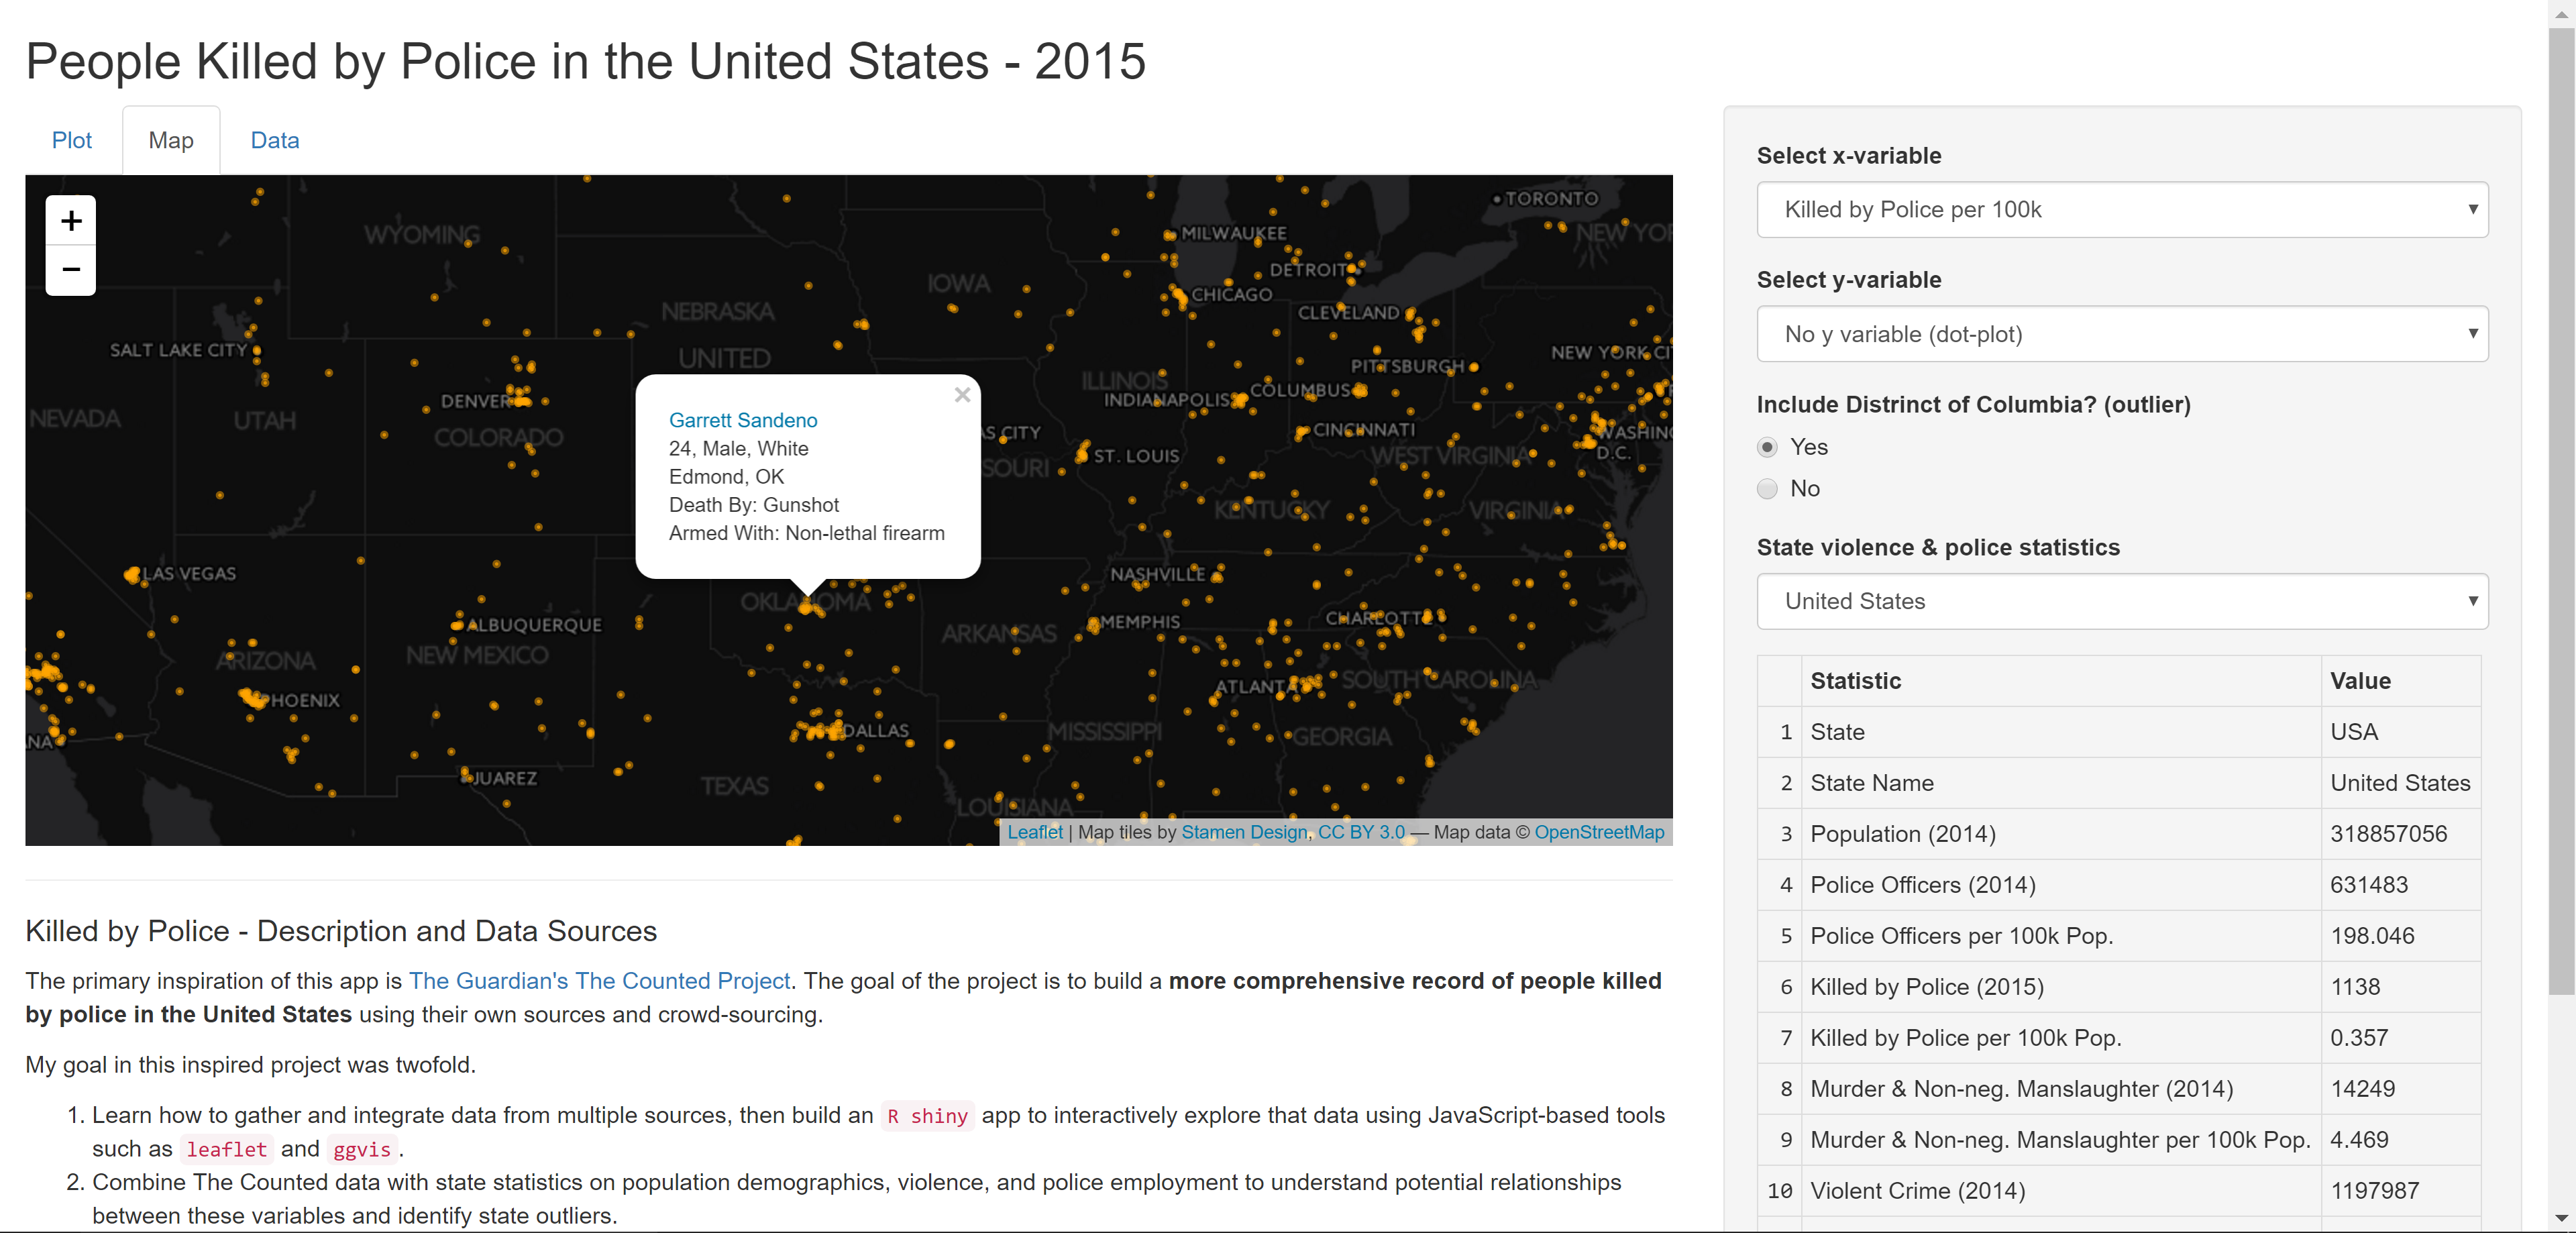 People Killed by Police in the United States - 2015
Plot
Map
Data
+
−
WYOMING
NEBRASKA
IOWA
UNITED
MILWAUKEE
TORONTO
NEW YOR
DETROIT
CHICAGO
CLEVELAND
SALT LAKE CITY
PITTSBURGH
NEW YORK CI
ILLINOIS
INDIANAPOLIS
COLUMBUS
DENVER
NEVADA
UTAH
COLORADO
S CITY
CINCINNATI
WASHIN
D.C.
SOURI
ST. LOUIS
WEST VIRGINIA
KENTUCKY
VIRGINIA
×
Garrett Sandeno
24, Male, White
Edmond, OK
Death By: Gunshot
Armed With: Non-lethal firearm
LAS VEGAS
NASHVILLE
OKLAHOMA
ALBUQUERQUE
MEMPHIS
CHARLOTTE
ARKANSAS
ARIZONA
NEW MEXICO
ATLANTA
SOUTH CAROLINA
PHOENIX
DALLAS
MISSISSIPPI
GEORGIA
NA
JUAREZ
TEXAS
LOUISIANA
Leaflet | Map tiles by Stamen Design, CC BY 3.0 — Map data © OpenStreetMap
Killed by Police - Description and Data Sources
The primary inspiration of this app is The Guardian's The Counted Project. The goal of the project is to build a more comprehensive record of people killed
by police in the United States using their own sources and crowd-sourcing.
My goal in this inspired project was twofold.
1. Learn how to gather and integrate data from multiple sources, then build an R shiny app to interactively explore that data using JavaScript-based tools
such as leaflet and ggvis.
2. Combine The Counted data with state statistics on population demographics, violence, and police employment to understand potential relationships
between these variables and identify state outliers.
Select x-variable
Killed by Police per 100k
Select y-variable
No y variable (dot-plot)
Include Distrinct of Columbia? (outlier)
Yes
No
State violence & police statistics
United States
Statistic Value
1 State USA
2 State Name United States
3 Population (2014) 318857056
4 Police Officers (2014) 631483
5 Police Officers per 100k Pop. 198.046
6 Killed by Police (2015) 1138
7 Killed by Police per 100k Pop. 0.357
8 Murder & Non-neg. Manslaughter (2014) 14249
9 Murder & Non-neg. Manslaughter per 100k Pop. 4.469
10 Violent Crime (2014) 1197987